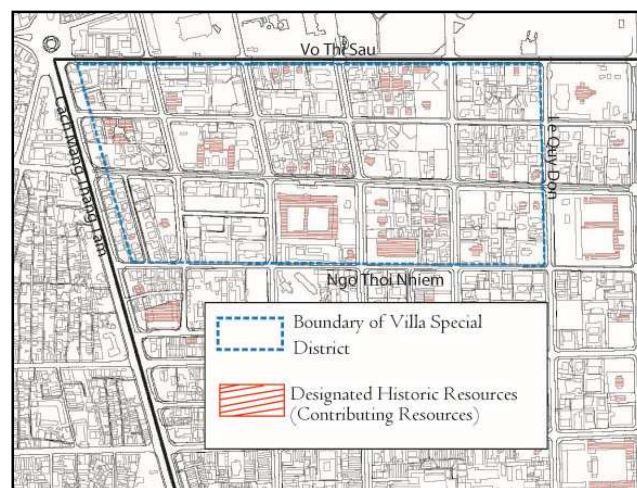 Vo Thi Sau
Cach Mang Thang Tam
Le Quy Don
Ngo Thoi Nhiem
Boundary of Villa Special
District
Designated Historic Resources
(Contributing Resources)